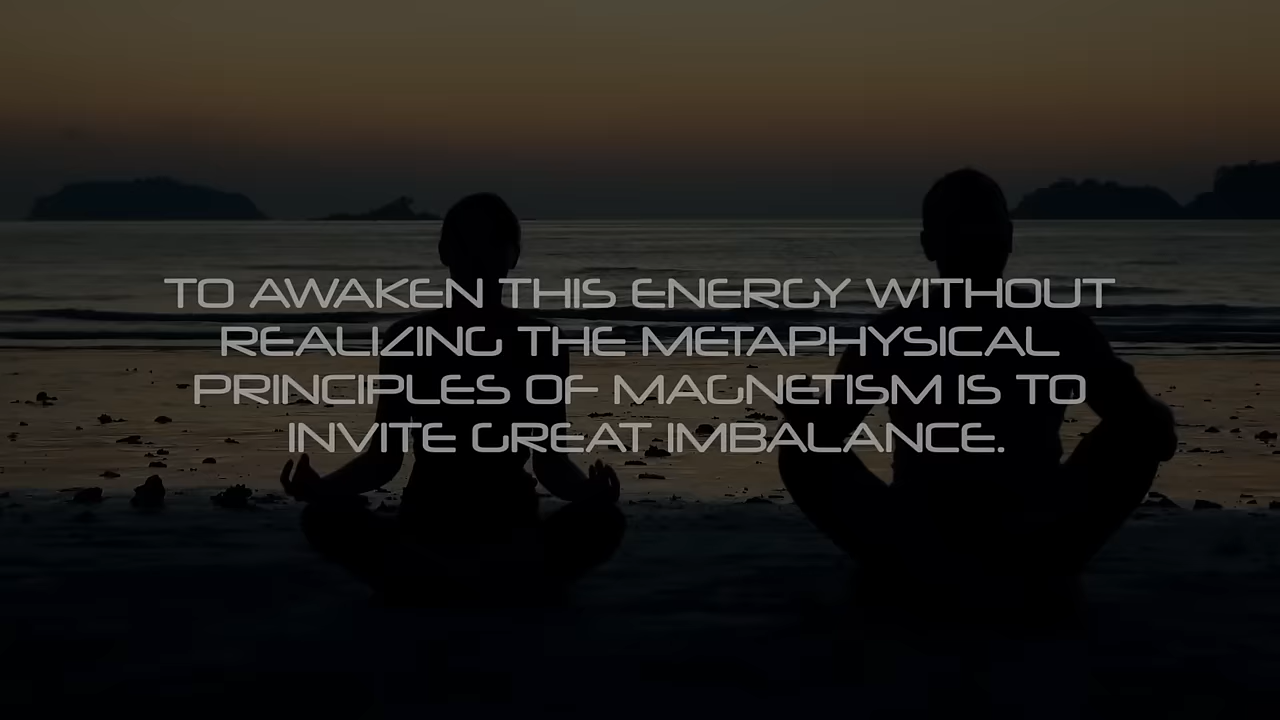 TO AWAKEN THIS ENERGY WITHOUT
REALIZING THE METAPHYSICAL
PRINCIPLES OF MAGNETISM IS TO
INVITE GREAT IMBALANCE.